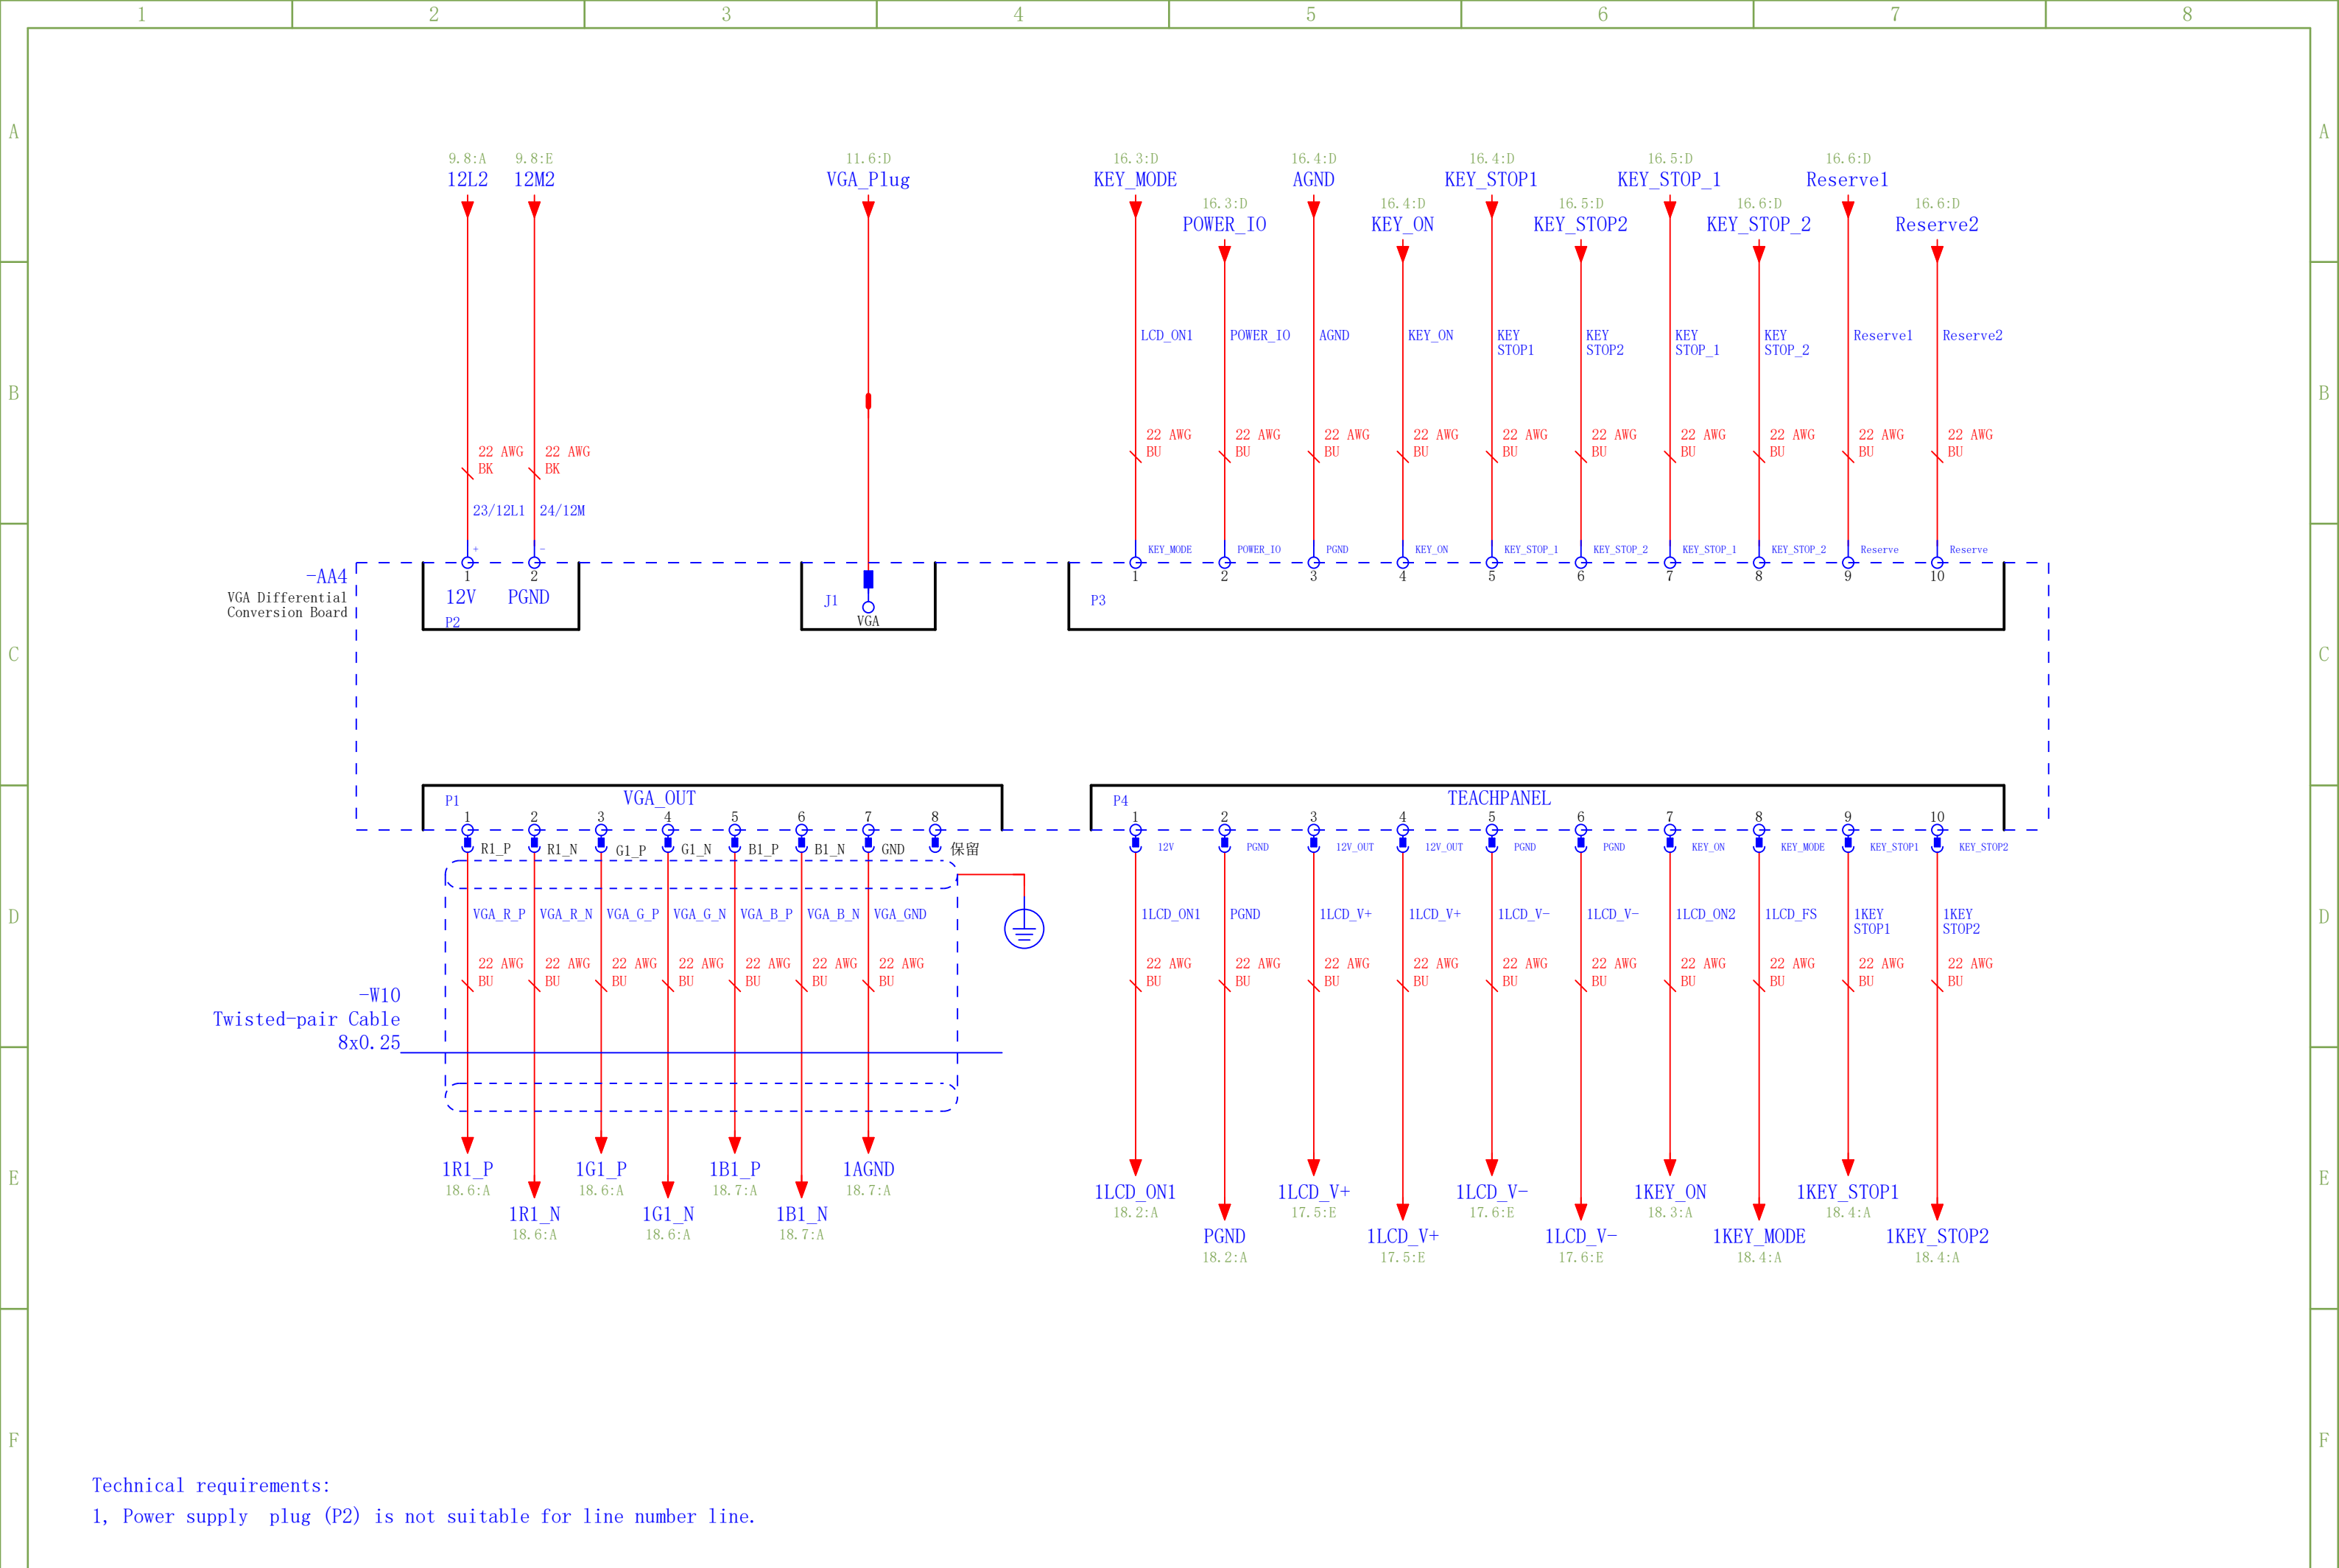 1 2 3 4 5 6 7 8
A A
9.8:A 9.8:E 11.6:D 16.3:D 16.4:D 16.4:D 16.5:D 16.6:D
12L2 12M2 VGA_Plug KEY_MODE AGND KEY_STOP1 KEY_STOP_1 Reserve1
16.3:D 16.4:D 16.5:D 16.6:D 16.6:D
POWER_IO KEY_ON KEY_STOP2 KEY_STOP_2 Reserve2
LCD_ON1 POWER_IO AGND KEY_ON KEY KEY KEY KEY Reserve1 Reserve2
STOP1 STOP2 STOP_1 STOP_2
B B
22 AWG 22 AWG 22 AWG 22 AWG 22 AWG 22 AWG 22 AWG 22 AWG 22 AWG 22 AWG
BU BU BU BU BU BU BU BU BU BU
22 AWG 22 AWG
BK BK
23/12L1 24/12M
+ - KEY_MODE POWER_IO PGND KEY_ON KEY_STOP_1 KEY_STOP_2 KEY_STOP_1 KEY_STOP_2 Reserve Reserve
-AA4 1 2 1 2 3 4 5 6 7 8 9 10
VGA Differential
Conversion Board
12V PGND J1 P3
P2 VGA
C C
P1 VGA_OUT P4 TEACHPANEL
1 2 3 4 5 6 7 8 1 2 3 4 5 6 7 8 9 10
R1_P R1_N G1_P G1_N B1_P B1_N GND 保留 12V PGND 12V_OUT 12V_OUT PGND PGND KEY_ON KEY_MODE KEY_STOP1 KEY_STOP2
D D
VGA_R_P VGA_R_N VGA_G_P VGA_G_N VGA_B_P VGA_B_N VGA_GND 1LCD_ON1 PGND 1LCD_V+ 1LCD_V+ 1LCD_V- 1LCD_V- 1LCD_ON2 1LCD_FS 1KEY 1KEY
STOP1 STOP2
22 AWG 22 AWG 22 AWG 22 AWG 22 AWG 22 AWG 22 AWG 22 AWG 22 AWG 22 AWG 22 AWG 22 AWG 22 AWG 22 AWG 22 AWG 22 AWG 22 AWG
BU BU BU BU BU BU BU BU BU BU BU BU BU BU BU BU BU
-W10
Twisted-pair Cable
8x0.25
E E
1R1_P 1G1_P 1B1_P 1AGND
18.6:A 18.6:A 18.7:A 18.7:A
1R1_N 1G1_N 1B1_N
18.6:A 18.6:A 18.7:A
1LCD_ON1 1LCD_V+ 1LCD_V- 1KEY_ON 1KEY_STOP1
18.2:A 17.5:E 17.6:E 18.3:A 18.4:A
PGND 1LCD_V+ 1LCD_V- 1KEY_MODE 1KEY_STOP2
18.2:A 17.5:E 17.6:E 18.4:A 18.4:A
F F
Technical requirements:
1, Power supply plug (P2) is not suitable for line number line.